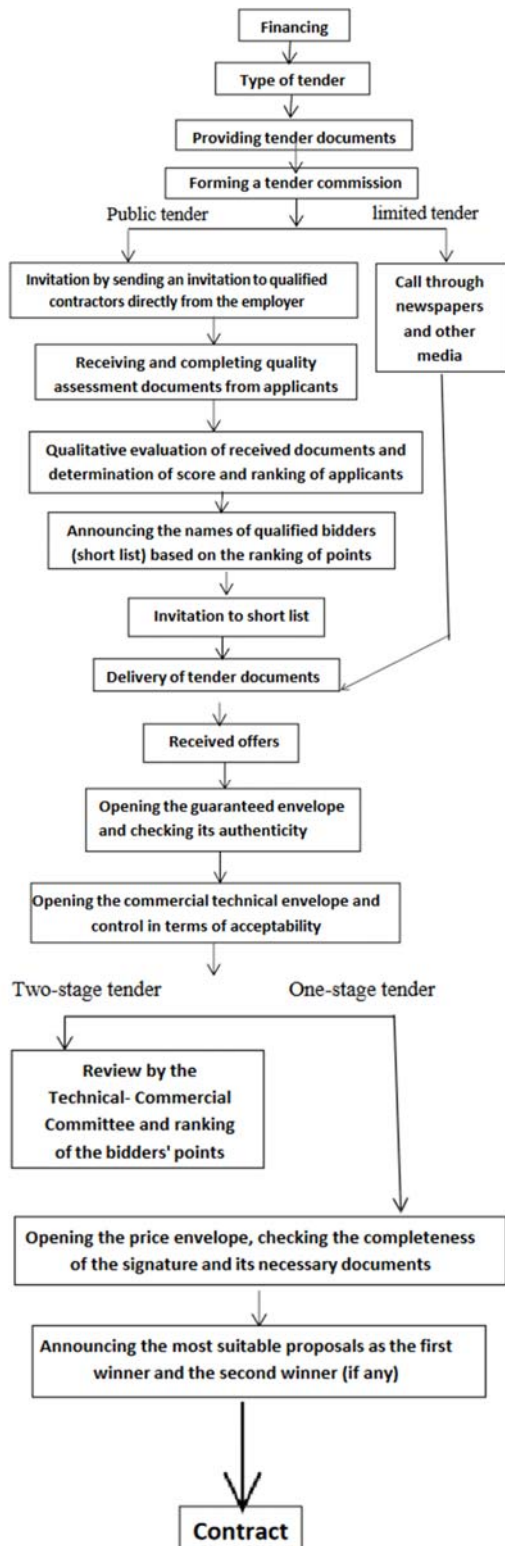 Financing
Type of tender
Providing tender documents
Forming a tender commission
Public tender
limited tender
Invitation by sending an invitation to qualified
contractors directly from the employer
Call through
newspapers
and other
media
Receiving and completing quality
assessment documents from applicants
Qualitative evaluation of received documents and
determination of score and ranking of applicants
Announcing the names of qualified bidders
(short list) based on the ranking of points
Invitation to short list
Delivery of tender documents
Received offers
Opening the guaranteed envelope
and checking its authenticity
Opening the commercial technical envelope and
control in terms of acceptability
Two-stage tender
One-stage tender
Review by the
Technical- Commercial
Committee and ranking
of the bidders' points
Opening the price envelope, checking the completeness
of the signature and its necessary documents
Announcing the most suitable proposals as the first
winner and the second winner (if any)
Contract